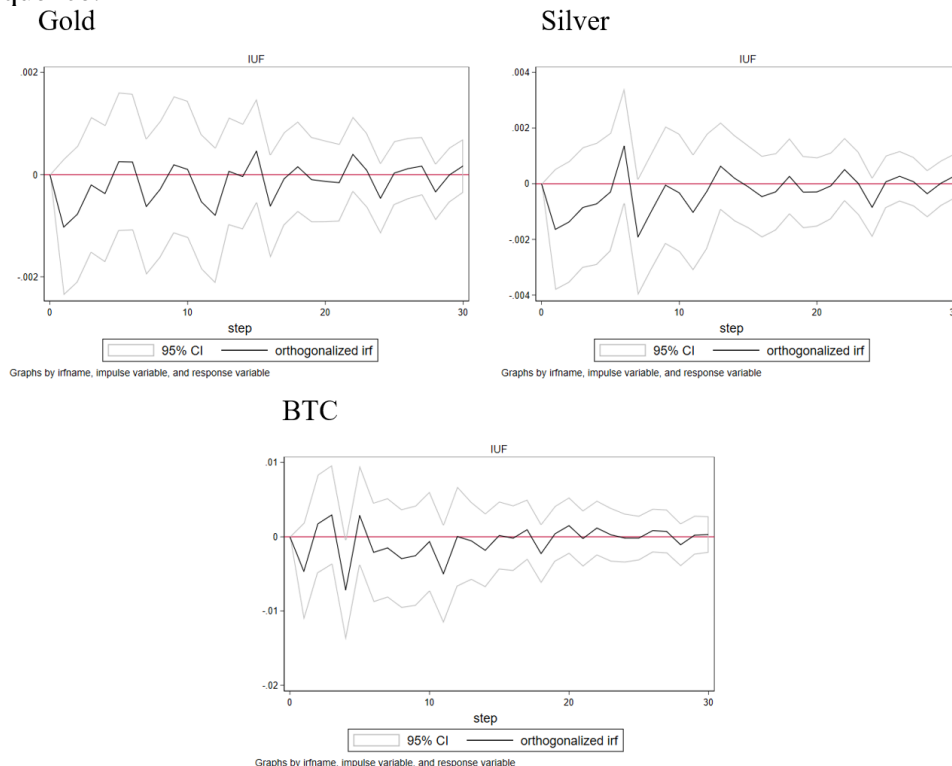 Gold
Silver
IUF
.002
0
-.002
0
10
20
30
step
95% CI
orthogonalized irf
Graphs by irfname, impulse variable, and response variable
IUF
.004
.002
0
-.002
-.004
0
10
20
step
95% CI
orthogonalized irf
Graphs by irfname, impulse variable, and response variable
BTC
IUF
.01
0
-.01
-.02
0
10
20
30
step
95% CI
orthogonalized irf
Graphs by irfname, impulse variable, and response variable